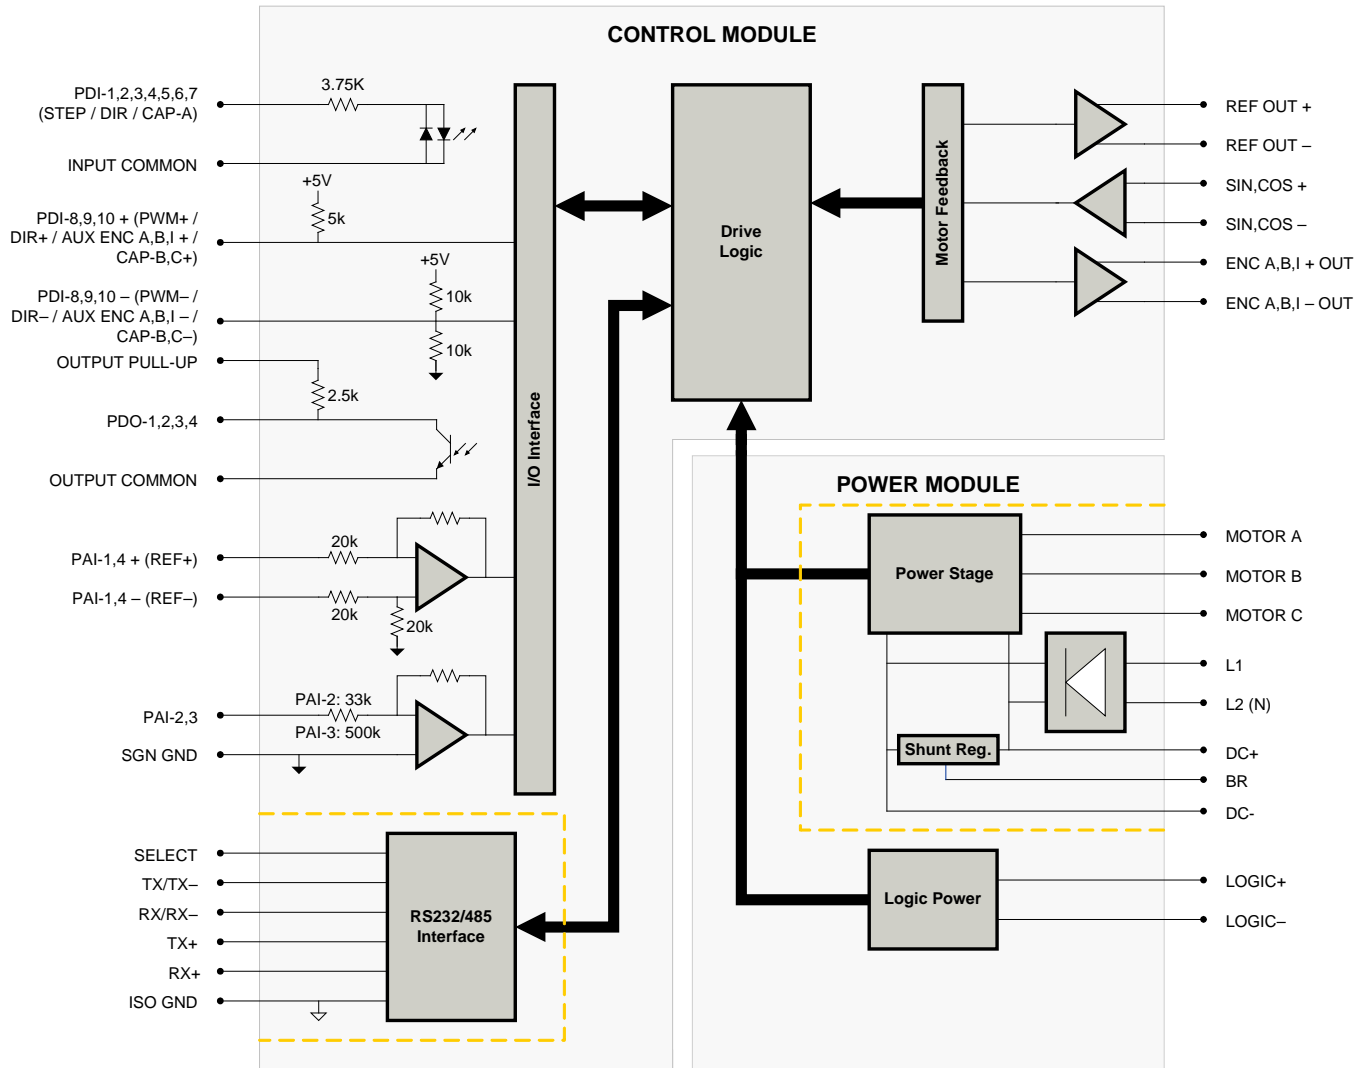 CONTROL MODULE
PDI-1,2,3,4,5,6,7
(STEP / DIR / CAP-A)
3.75K
INPUT COMMON
+5V
5k
PDI-8,9,10 + (PWM+ /
DIR+ / AUX ENC A,B,I + /
CAP-B,C+)
+5V
10k
PDI-8,9,10 – (PWM– /
DIR– / AUX ENC A,B,I – /
CAP-B,C–)
10k
OUTPUT PULL-UP
2.5k
PDO-1,2,3,4
OUTPUT COMMON
20k
PAI-1,4 + (REF+)
PAI-1,4 – (REF–)
20k
20k
PAI-2: 33k
PAI-2,3
PAI-3: 500k
SGN GND
I/O Interface
SELECT
TX/TX–
RX/RX–
TX+
RX+
ISO GND
RS232/485
Interface
Drive
Logic
Motor Feedback
REF OUT +
REF OUT –
SIN,COS +
SIN,COS –
ENC A,B,I + OUT
ENC A,B,I – OUT
POWER MODULE
Power Stage
MOTOR A
MOTOR B
MOTOR C
L1
L2 (N)
Shunt Reg.
DC+
BR
DC-
Logic Power
LOGIC+
LOGIC–